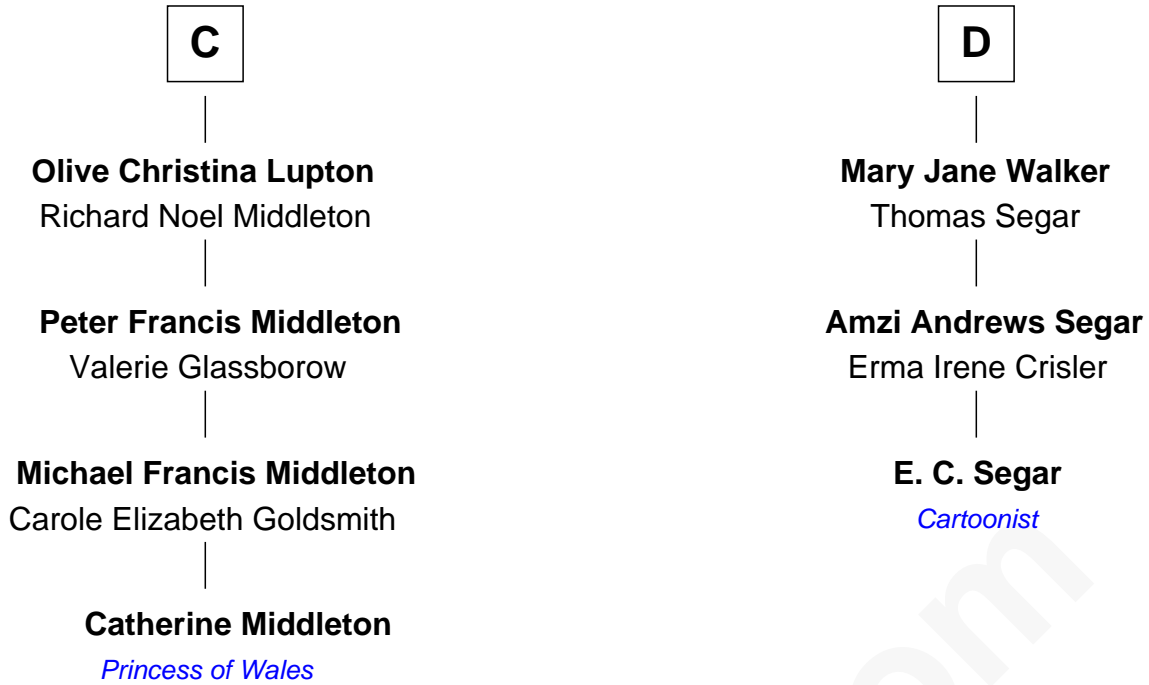 C
Olive Christina Lupton
Richard Noel Middleton
Peter Francis Middleton
Valerie Glassborow
Michael Francis Middleton
Carole Elizabeth Goldsmith
Catherine Middleton
Princess of Wales
D
Mary Jane Walker
Thomas Segar
Amzi Andrews Segar
Erma Irene Crisler
E. C. Segar
Cartoonist
om